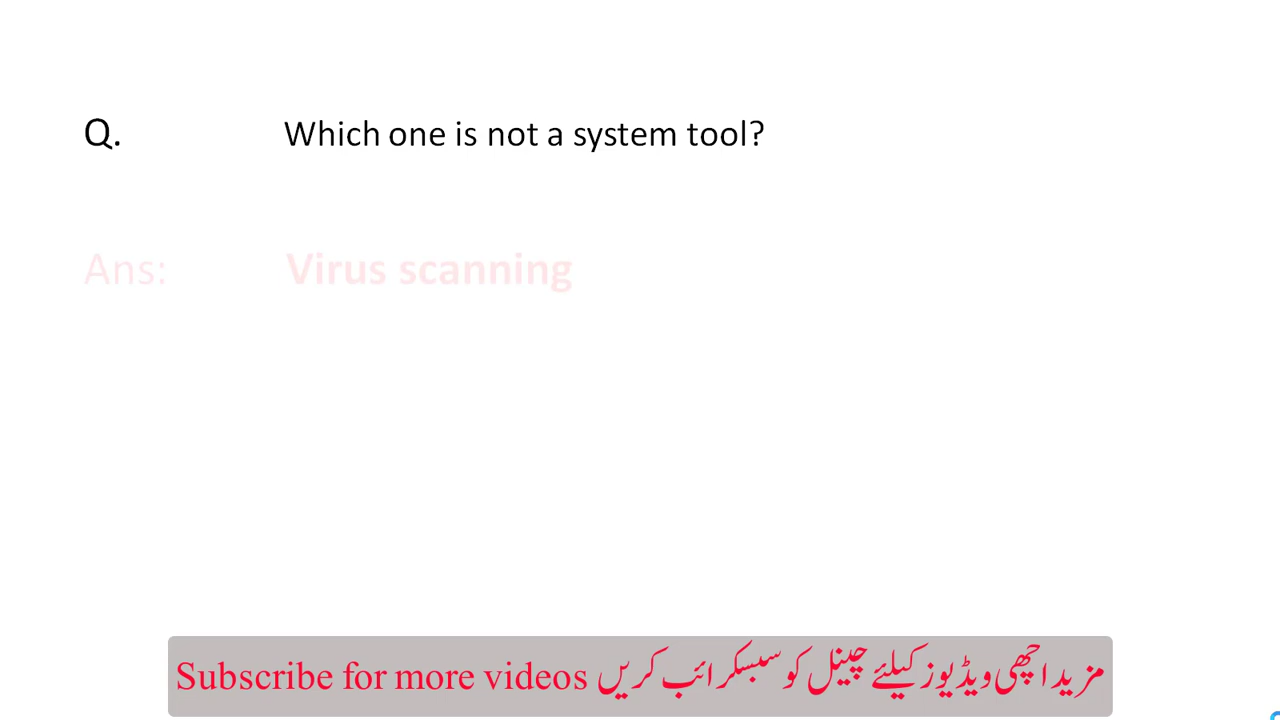 Q. Which one is not a system tool?
Ans: Virus scanning
Subscribe for more videos مزید اچھی ویڈیوز کیلئے چینل کو سبسکرائب کریں